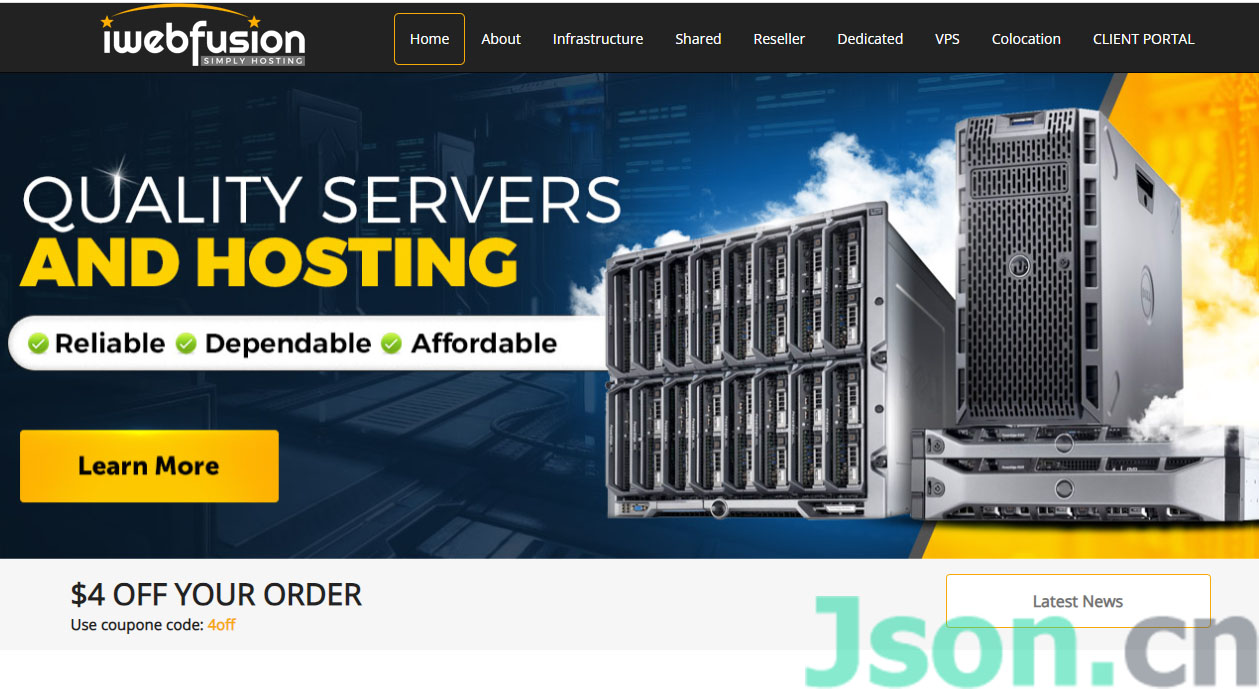 iwebfusion
SIMPLY HOSTING
Home About Infrastructure Shared Reseller Dedicated VPS Colocation CLIENT PORTAL
QUALITY SERVERS
AND HOSTING
Reliable Dependable Affordable
Learn More
$4 OFF YOUR ORDER
Use coupone code: 4off
Latest News
Json.cn